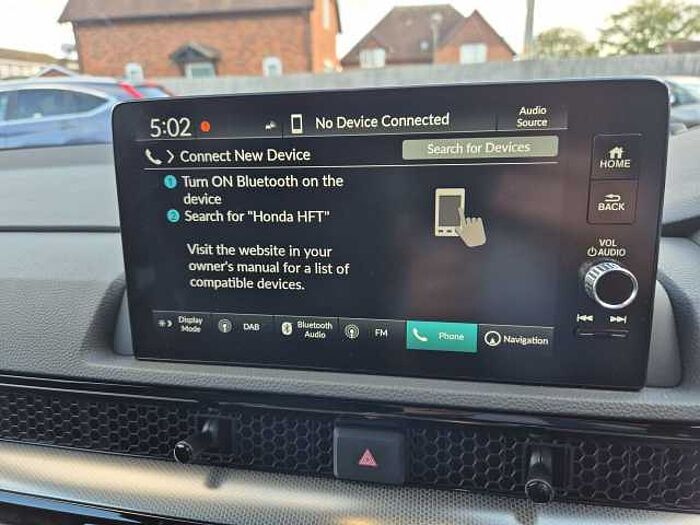 5:02
No Device Connected
Audio
Source
Connect New Device
Search for Devices
1 Turn ON Bluetooth on the
device
2 Search for "Honda HFT"
Visit the website in your
owner's manual for a list of
compatible devices.
HOME
BACK
VOL
AUDIO
Display
Mode
DAB
Bluetooth
Audio
FM
Phone
Navigation